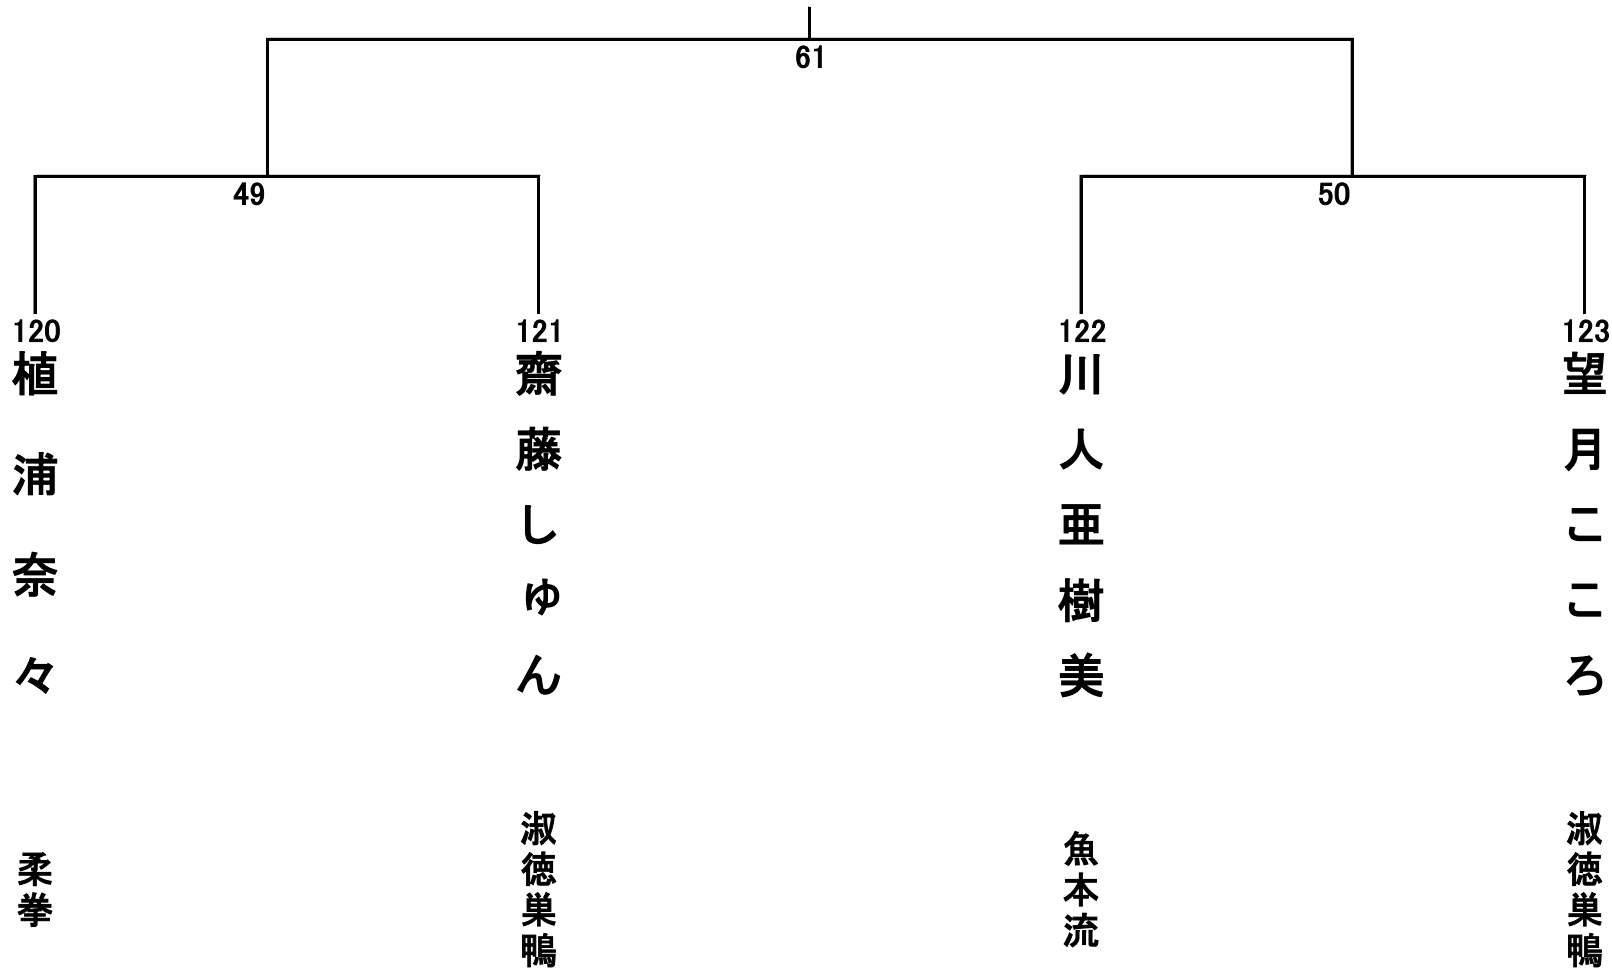 61
49
50
120
植浦奈々
柔拳
121
齋藤しゅん
淑徳巣鴨
122
川人亜樹美
魚本流
123
望月こころ
淑徳巣鴨